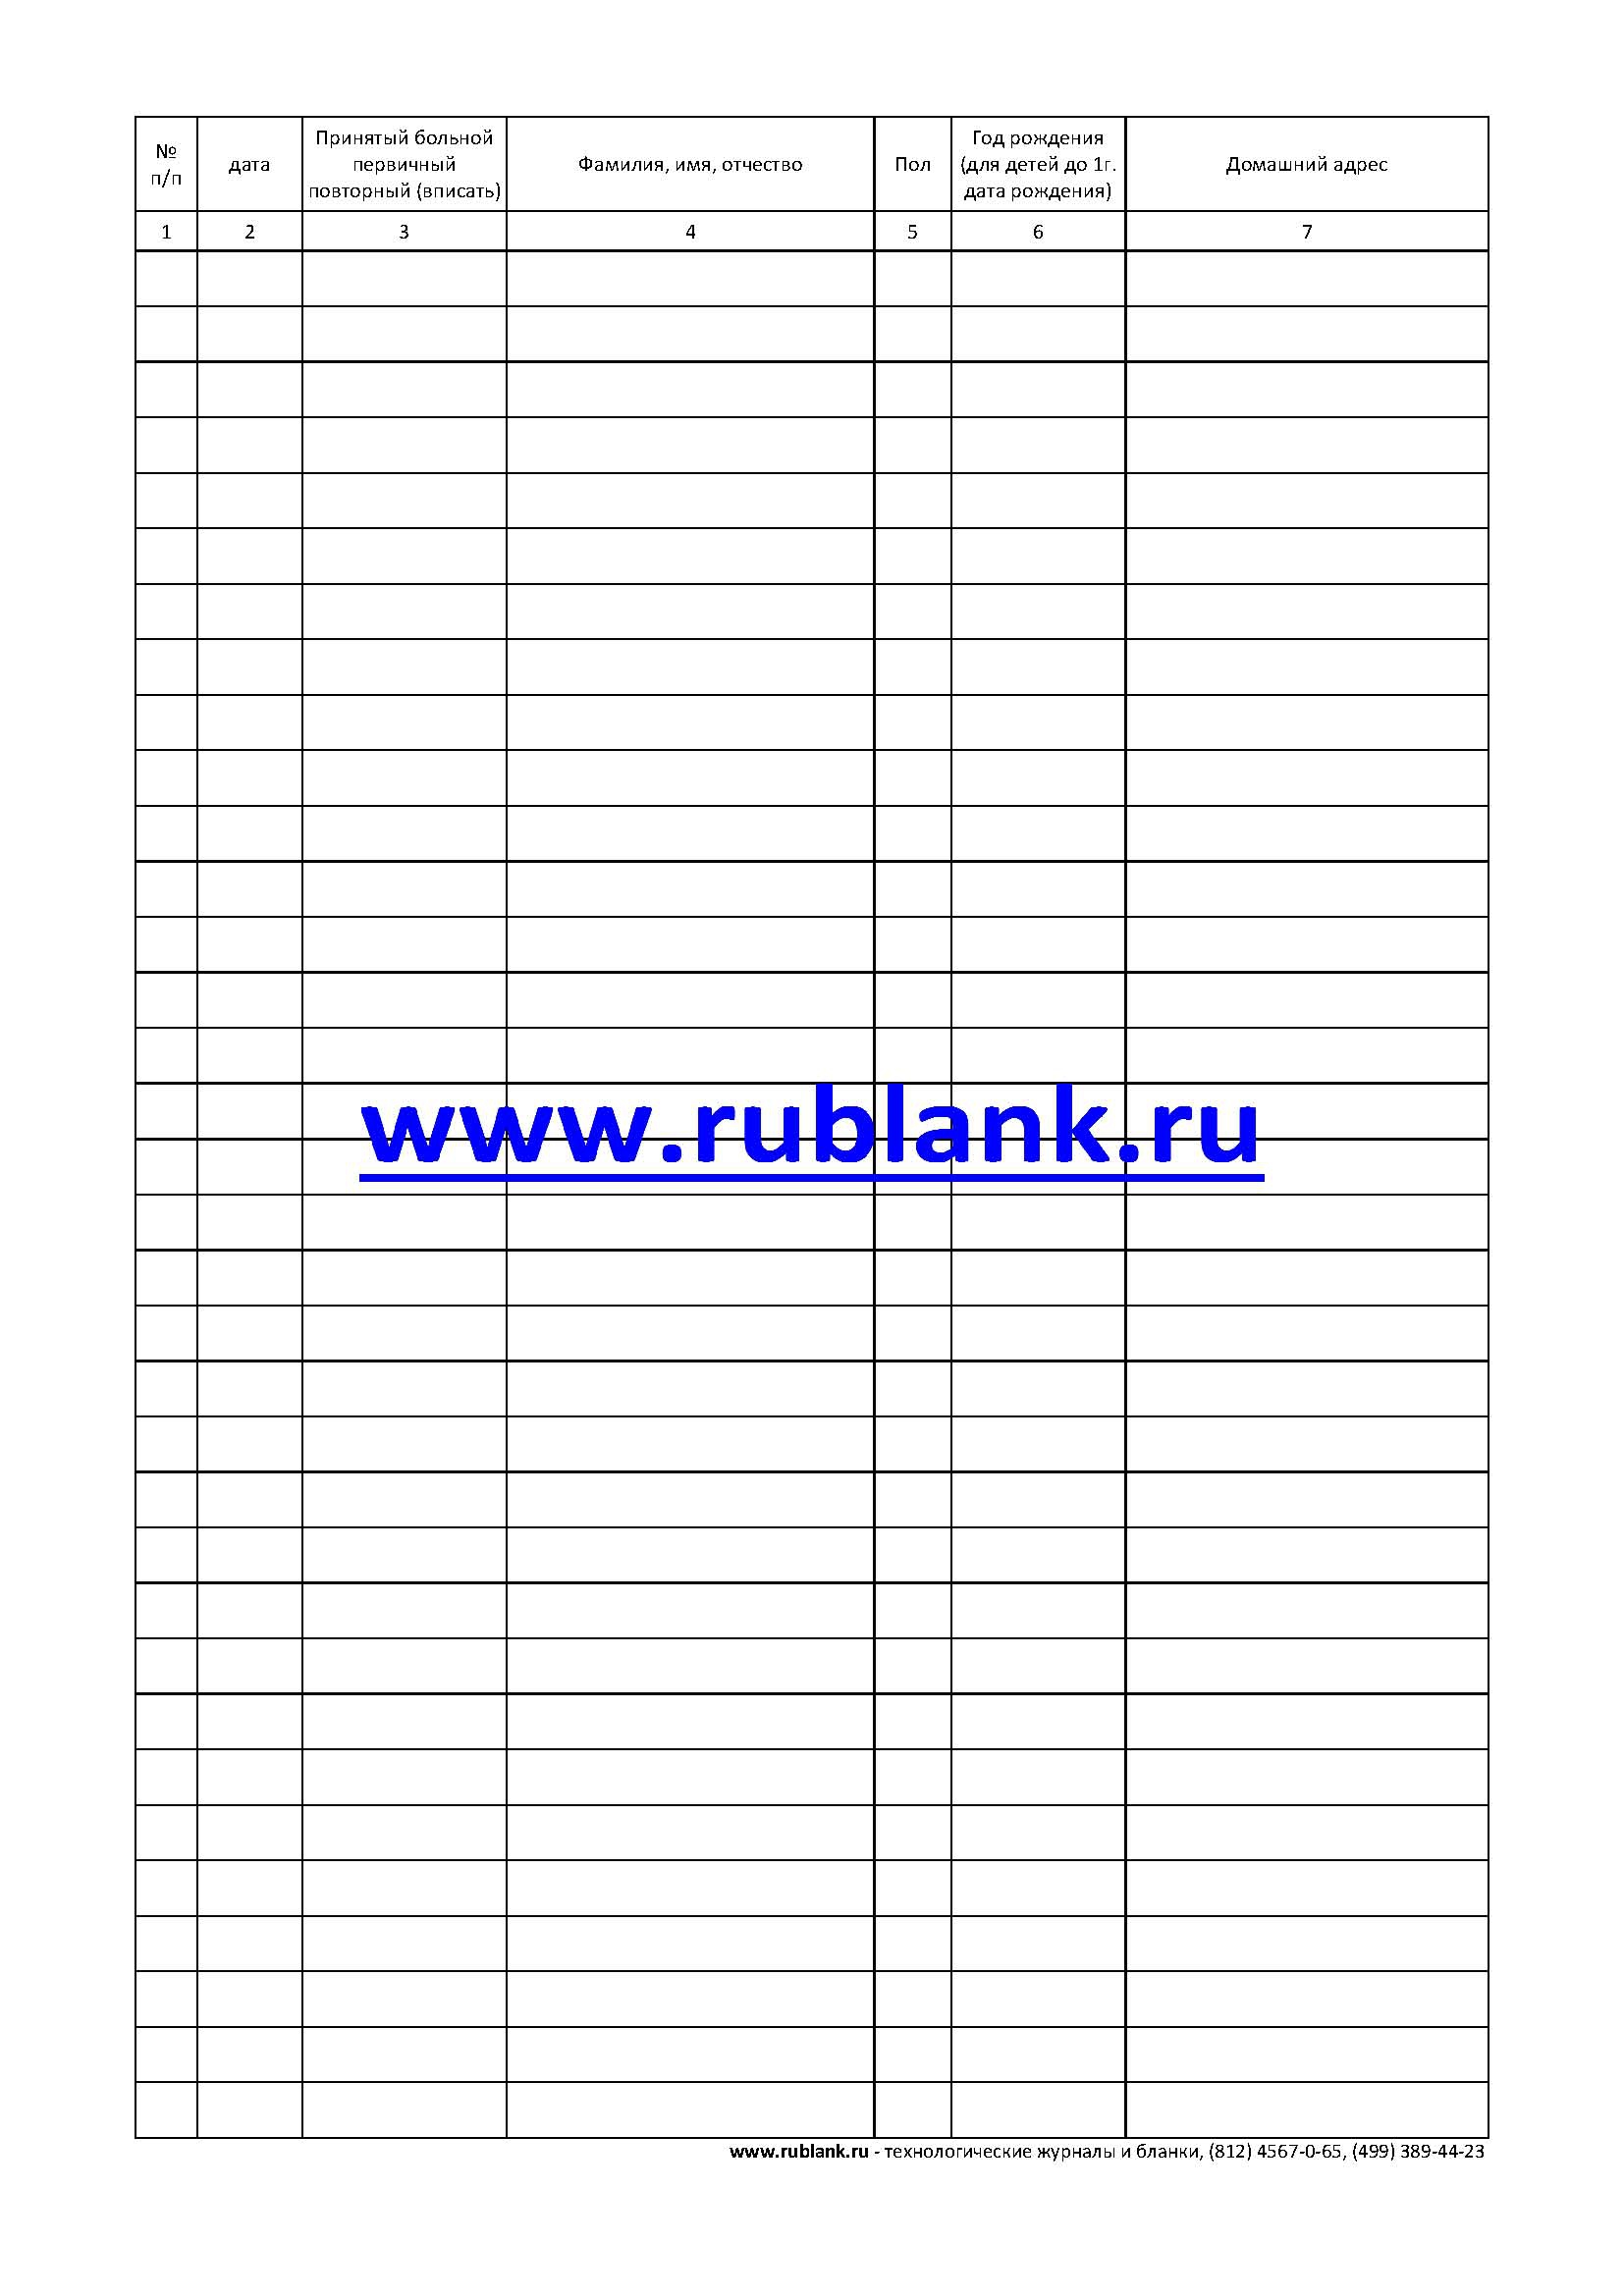 №
п/п
дата
Принятый больной
первичный
повторный (вписать)
Фамилия, имя, отчество
Пол
Год рождения
(для детей до 1г.
дата рождения)
Домашний адрес
1 2 3 4 5 6 7
www.rublank.ru
www.rublank.ru - технологические журналы и бланки, (812) 4567-0-65, (499) 389-44-23